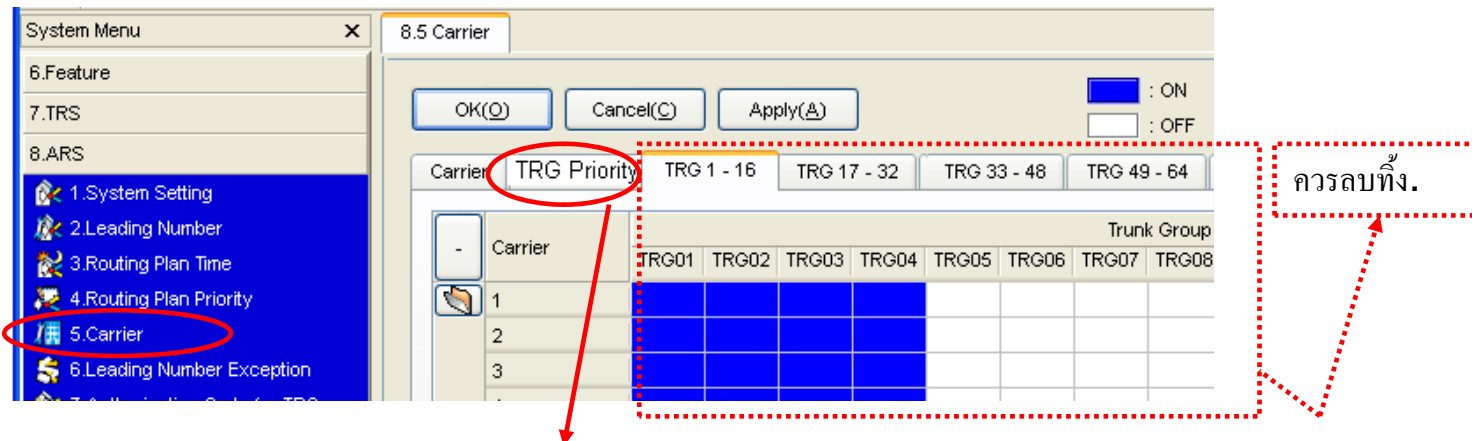 System Menu X
8.5 Carrier
6.Feature
7.TRS
8.ARS
1.System Setting
2.Leading Number
3.Routing Plan Time
4.Routing Plan Priority
5.Carrier
6.Leading Number Exception
OK(O) Cancel(C) Apply(A)
: ON
: OFF
Carrier TRG Priority TRG 1 - 16 TRG 17 - 32 TRG 33 - 48 TRG 49 - 64
- Carrier Trunk Group
TRG01 TRG02 TRG03 TRG04 TRG05 TRG06 TRG07 TRG08
1
2
3
ควรลบทิ้ง.